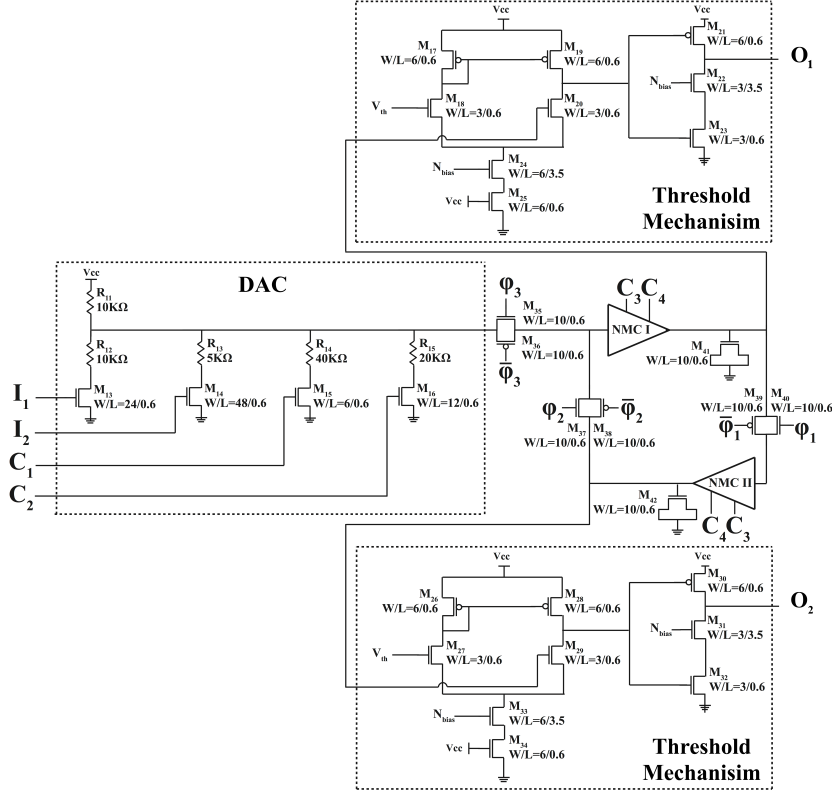 Vcc
M17
W/L=6/0.6
M19
W/L=6/0.6
M21
W/L=6/0.6
O1
Vth
M18
W/L=3/0.6
M20
W/L=3/0.6
Nbias
M22
W/L=3/3.5
M23
W/L=3/0.6
Nbias
M24
W/L=6/3.5
Vcc
M25
W/L=6/0.6
Vcc
Threshold
Mechanisim
DAC
Vcc
R11
10KΩ
R12
10KΩ
R13
5KΩ
R14
40KΩ
R15
20KΩ
I1
M13
W/L=24/0.6
M14
W/L=48/0.6
M15
W/L=6/0.6
M16
W/L=12/0.6
I2
C1
C2
φ3
M35
W/L=10/0.6
M36
W/L=10/0.6
φ̅3
C3 C4
NMC I
M41
W/L=10/0.6
φ2
φ̅2
M37
W/L=10/0.6
M38
W/L=10/0.6
M39
W/L=10/0.6
M40
W/L=10/0.6
φ̅1
φ1
NMC II
M42
W/L=10/0.6
C4 C3
Vcc
M26
W/L=6/0.6
M28
W/L=6/0.6
Vcc
M30
W/L=6/0.6
O2
Vth
M27
W/L=3/0.6
M29
W/L=3/0.6
Nbias
M31
W/L=3/3.5
M32
W/L=3/0.6
Nbias
M33
W/L=6/3.5
Vcc
M34
W/L=6/0.6
Threshold
Mechanisim